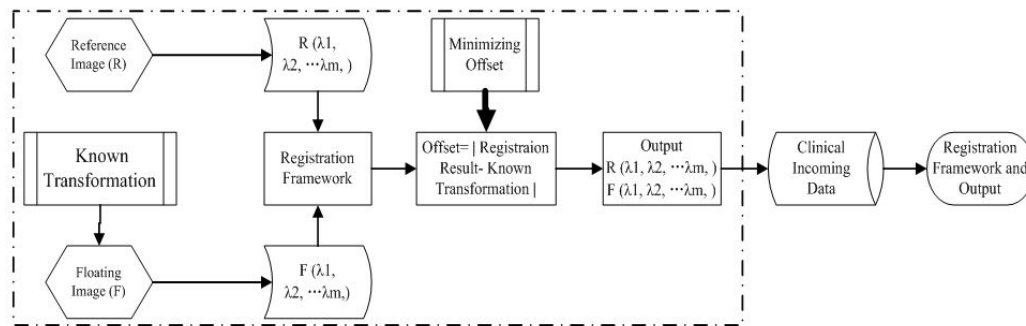 Reference
Image (R)
R (λ1,
λ2, ···λm, )
Minimizing
Offset
Known
Transformation
Registration
Framework
Offset= | Registraion
Result- Known
Transformation |
Output
R (λ1, λ2, ···λm, )
F (λ1, λ2, ···λm, )
Clinical
Incoming
Data
Registration
Framework and
Output
Floating
Image (F)
F (λ1,
λ2, ···λm,)